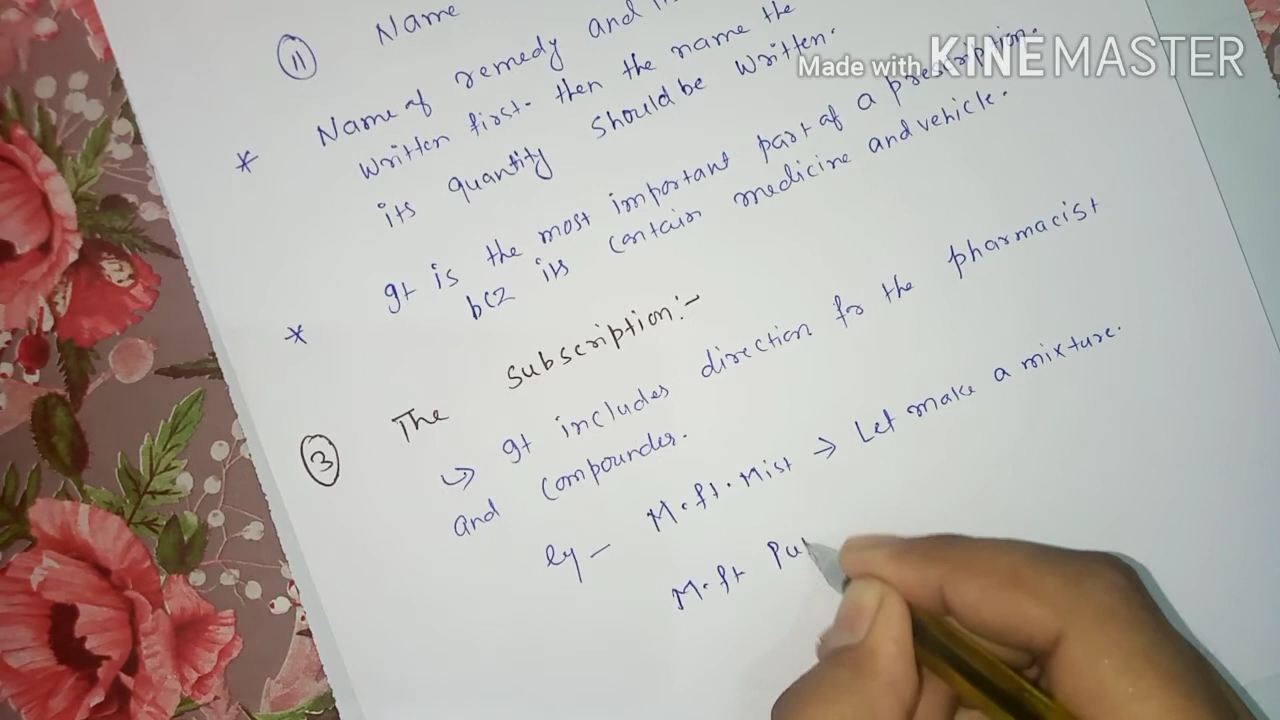 Made with KINEMASTER
11 Name
* Name of remedy and
written first. then the name the
its quantity should be written.
* It is the most important part of a prescription.
bcz its contain medicine and vehicle.
3 The Subscription:-
↳ It includes direction for the pharmacist
and compounder.
eg - M.ft.Mist → Let make a mixture.
M.ft Pul